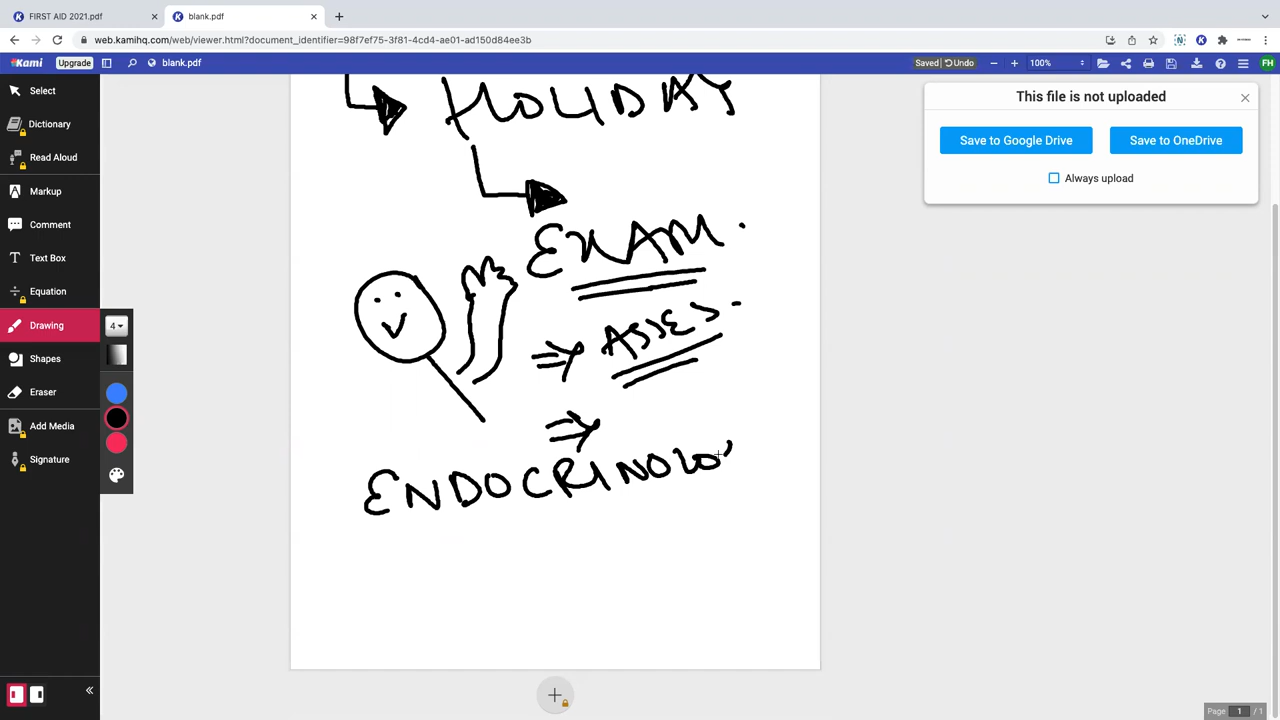 FIRST AID 2021.pdf
blank.pdf
web.kamihq.com/web/viewer.html?document_identifier=98f7ef75-3f81-4cd4-ae01-ad150d84ee3b
Kami
Upgrade
blank.pdf
Saved
Undo
100%
FH
Select
Dictionary
Read Aloud
Markup
Comment
Text Box
Equation
Drawing
Shapes
Eraser
Add Media
Signature
4
This file is not uploaded
Save to Google Drive
Save to OneDrive
Always upload
HOLIDAY
EXAM.
ASSES.
ENDOCRINOLO
Page 1 / 1